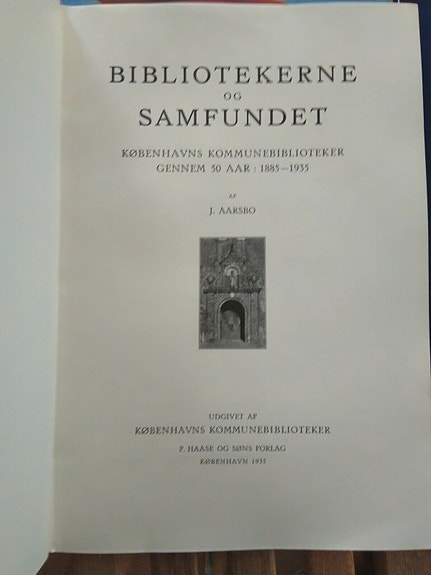 BIBLIOTEKERNE
OG
SAMFUNDET
KØBENHAVNS KOMMUNEBIBLIOTEKER
GENNEM 50 AAR : 1885–1935
AF
J. AARSBO
UDGIVET AF
KØBENHAVNS KOMMUNEBIBLIOTEKER
P. HAASE OG SØNS FORLAG
KØBENHAVN 1935